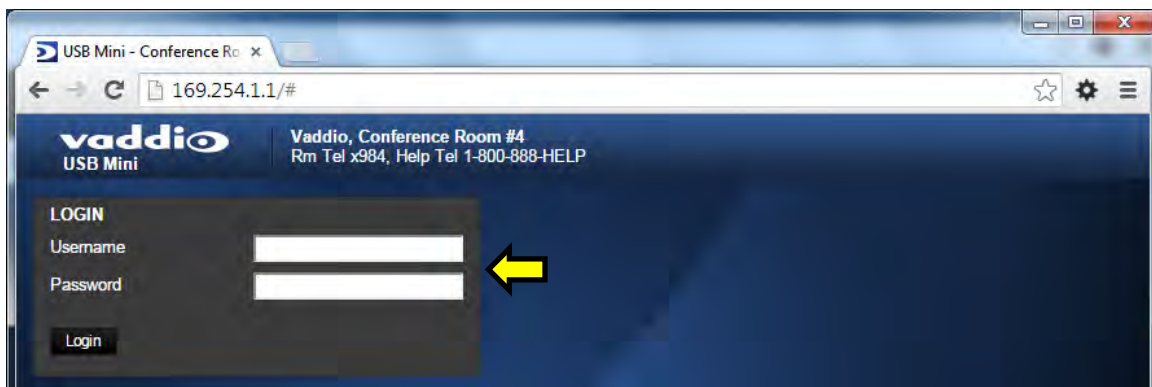 USB Mini - Conference Ro
169.254.1.1/#
vaddio
USB Mini
Vaddio, Conference Room #4
Rm Tel x984, Help Tel 1-800-888-HELP
LOGIN
Username
Password
Login